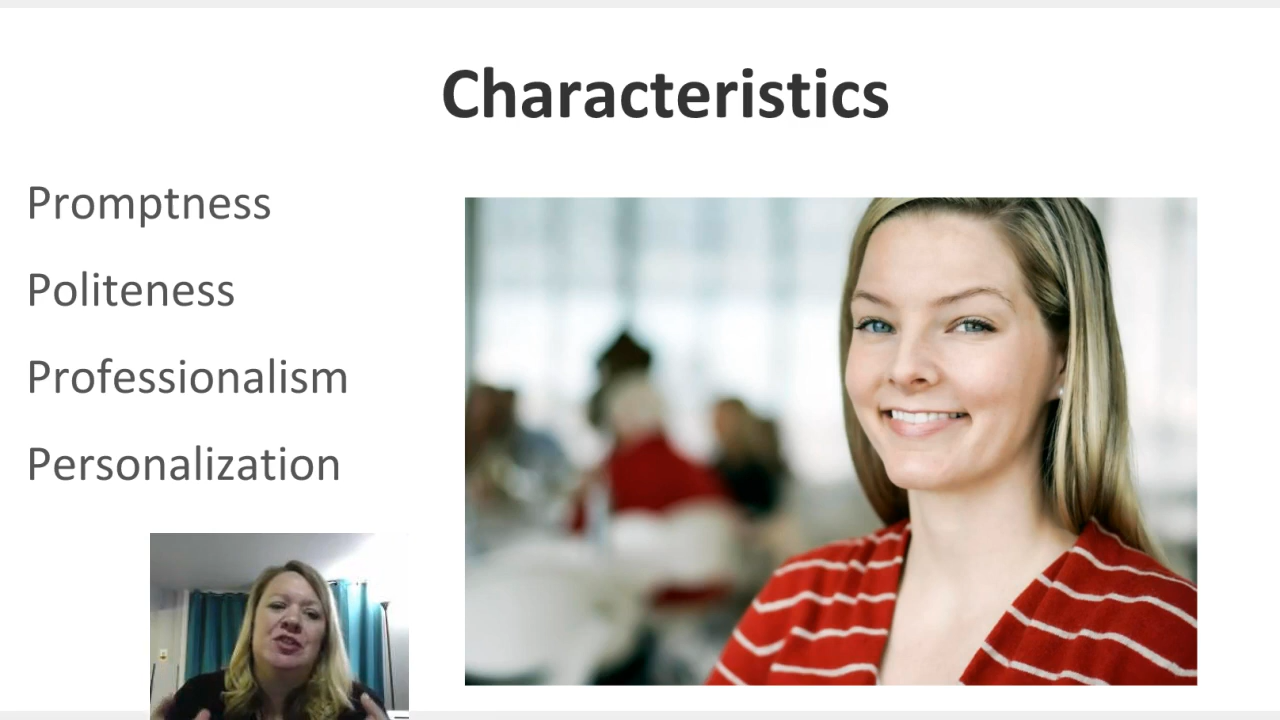 Characteristics
Promptness
Politeness
Professionalism
Personalization